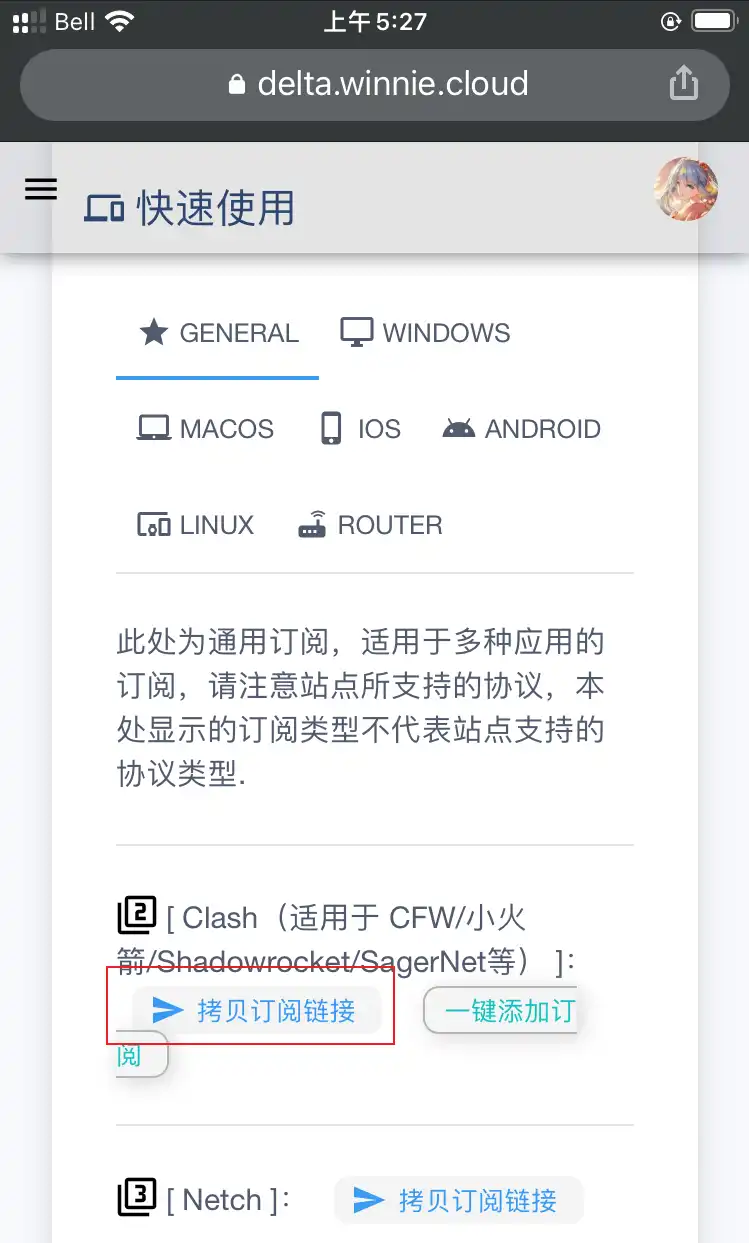 Bell 上午5:27
delta.winnie.cloud
快速使用
GENERAL WINDOWS
MACOS IOS ANDROID
LINUX ROUTER
此处为通用订阅，适用于多种应用的
订阅，请注意站点所支持的协议，本
处显示的订阅类型不代表站点支持的
协议类型.
2 [ Clash（适用于 CFW/小火
箭/Shadowrocket/SagerNet等） ]:
拷贝订阅链接 一键添加订
阅
3 [ Netch ]: 拷贝订阅链接